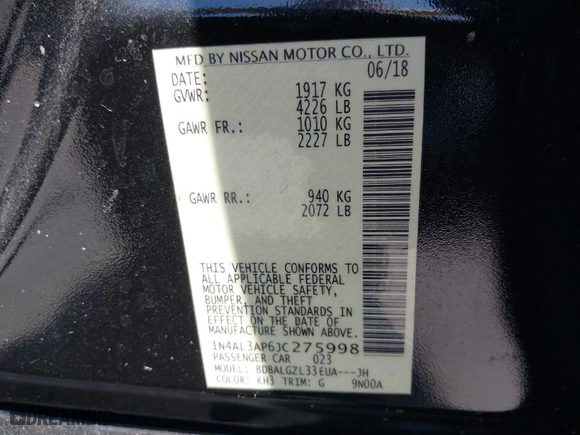 MFD BY NISSAN MOTOR CO., LTD.
DATE: 06/18
GVWR: 1917 KG
4226 LB
GAWR FR.: 1010 KG
2227 LB
GAWR RR.: 940 KG
2072 LB
THIS VEHICLE CONFORMS TO
ALL APPLICABLE FEDERAL
MOTOR VEHICLE SAFETY,
BUMPER, AND THEFT
PREVENTION STANDARDS IN
EFFECT ON THE DATE OF
MANUFACTURE SHOWN ABOVE.
1N4AL3AP6JC275998
PASSENGER CAR 023
MODEL: BDBALGZL33EUA---JH
COLOR: KH3 TRIM: G 9N00A
DREAMBID.COM